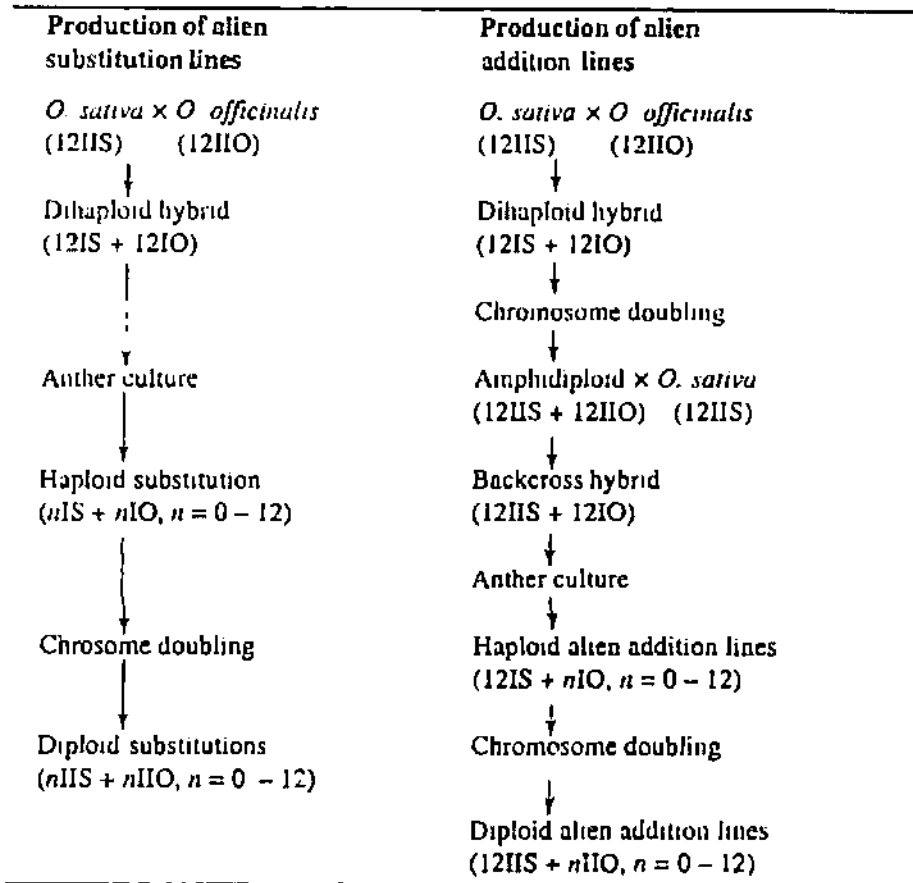 Production of alien
substitution lines
O. sativa × O officinalis
(12IIS) (12IIO)
Dihaploid hybrid
(12IS + 12IO)
Anther culture
Haploid substitution
(nIS + nIO, n = 0 – 12)
Chrosome doubling
Diploid substitutions
(nIIS + nIIO, n = 0 – 12)
Production of alien
addition lines
O. sativa × O officinalis
(12IIS) (12IIO)
Dihaploid hybrid
(12IS + 12IO)
Chromosome doubling
Amphidiploid × O. sativa
(12IIS + 12IIO) (12IIS)
Backcross hybrid
(12IIS + 12IO)
Anther culture
Haploid alien addition lines
(12IS + nIO, n = 0 – 12)
Chromosome doubling
Diploid alien addition lines
(12IIS + nIIO, n = 0 – 12)